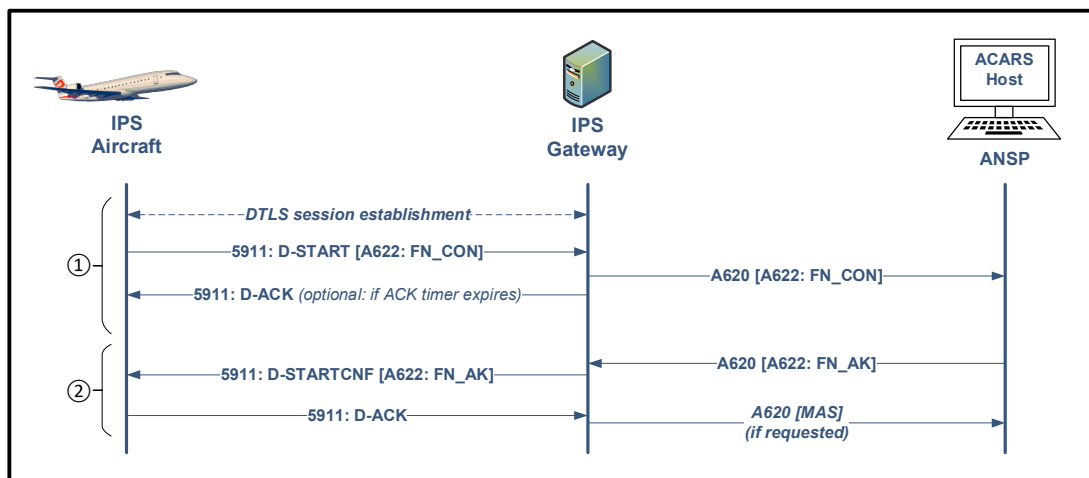 ACARS
Host
IPS
Aircraft
IPS
Gateway
ANSP
DTLS session establishment
①
5911: D-START [A622: FN_CON]
A620 [A622: FN_CON]
5911: D-ACK (optional: if ACK timer expires)
②
A620 [A622: FN_AK]
5911: D-STARTCNF [A622: FN_AK]
5911: D-ACK
A620 [MAS]
(if requested)